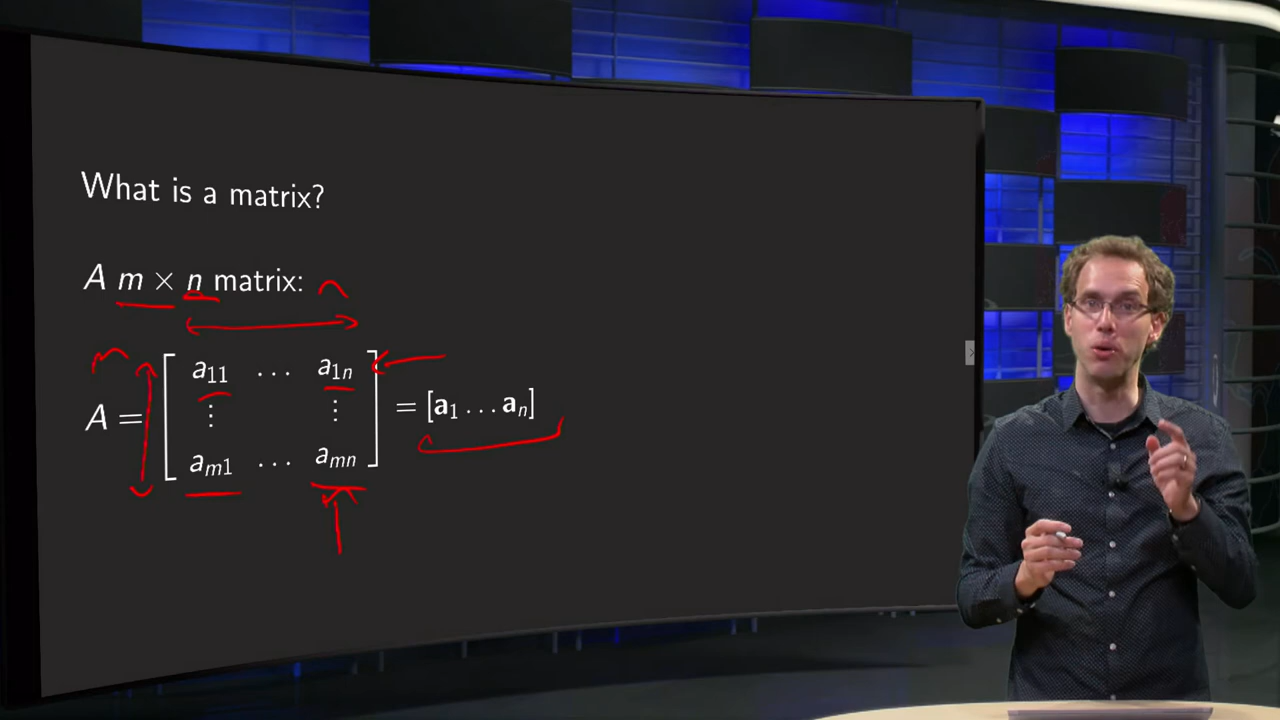 What is a matrix?
A m × n matrix:
n
m
A = [ a₁₁ ⋯ a₁ₙ
⋮ ⋮
aₘ₁ ⋯ aₘₙ ] = [𝐚₁ … 𝐚ₙ]